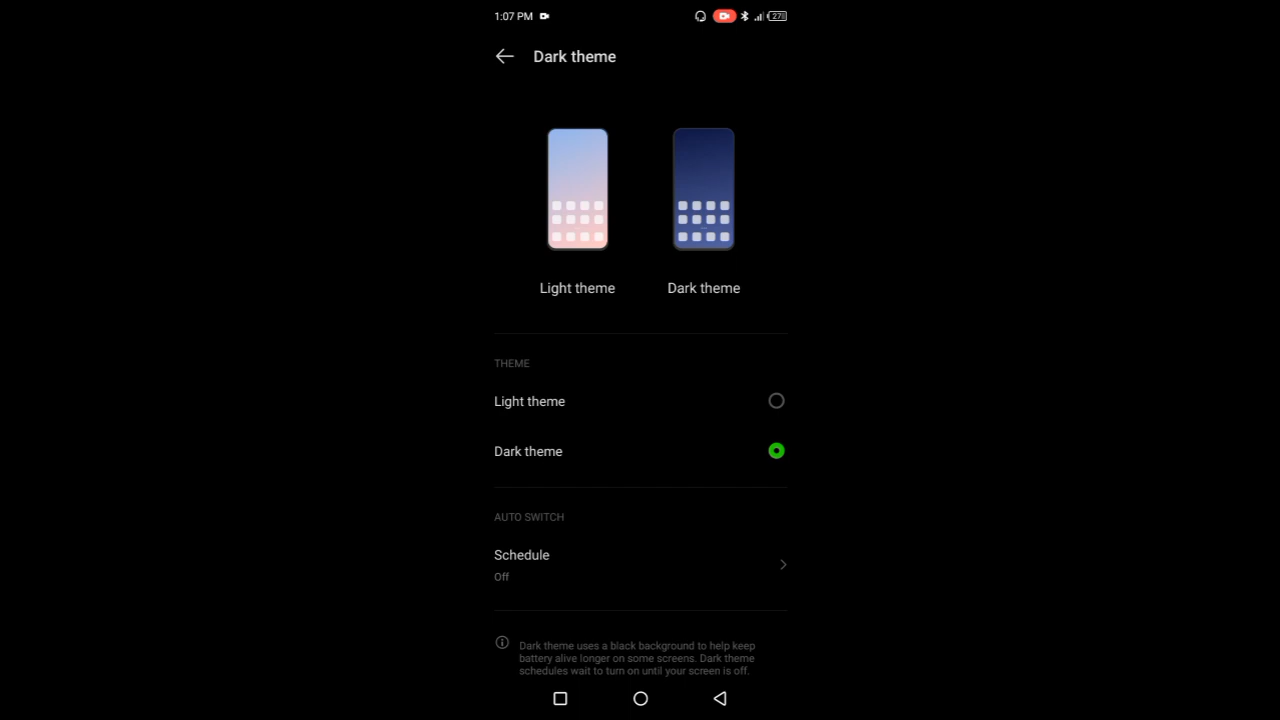 1:07 PM
27
Dark theme
Light theme
Dark theme
THEME
Light theme
Dark theme
AUTO SWITCH
Schedule
Off
Dark theme uses a black background to help keep
battery alive longer on some screens. Dark theme
schedules wait to turn on until your screen is off.